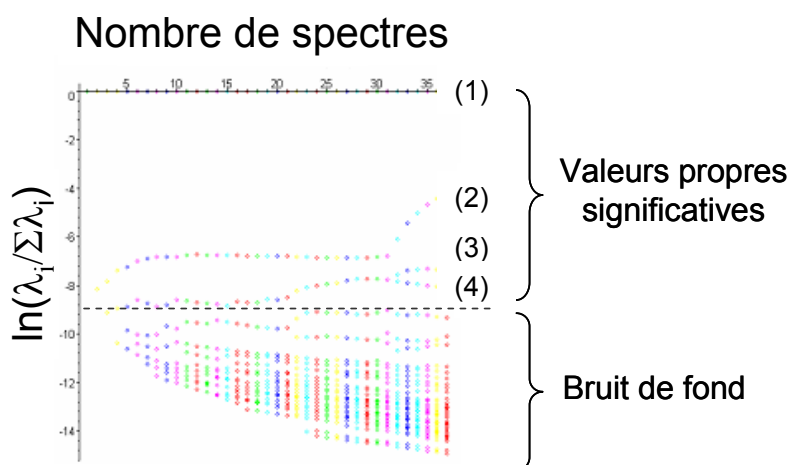 Nombre de spectres
5 10 15 20 25 30 35
0
-2
-4
-6
-8
-10
-12
-14
ln(λi/Σλi)
(1)
(2)
(3)
(4)
Valeurs propres
significatives
Bruit de fond